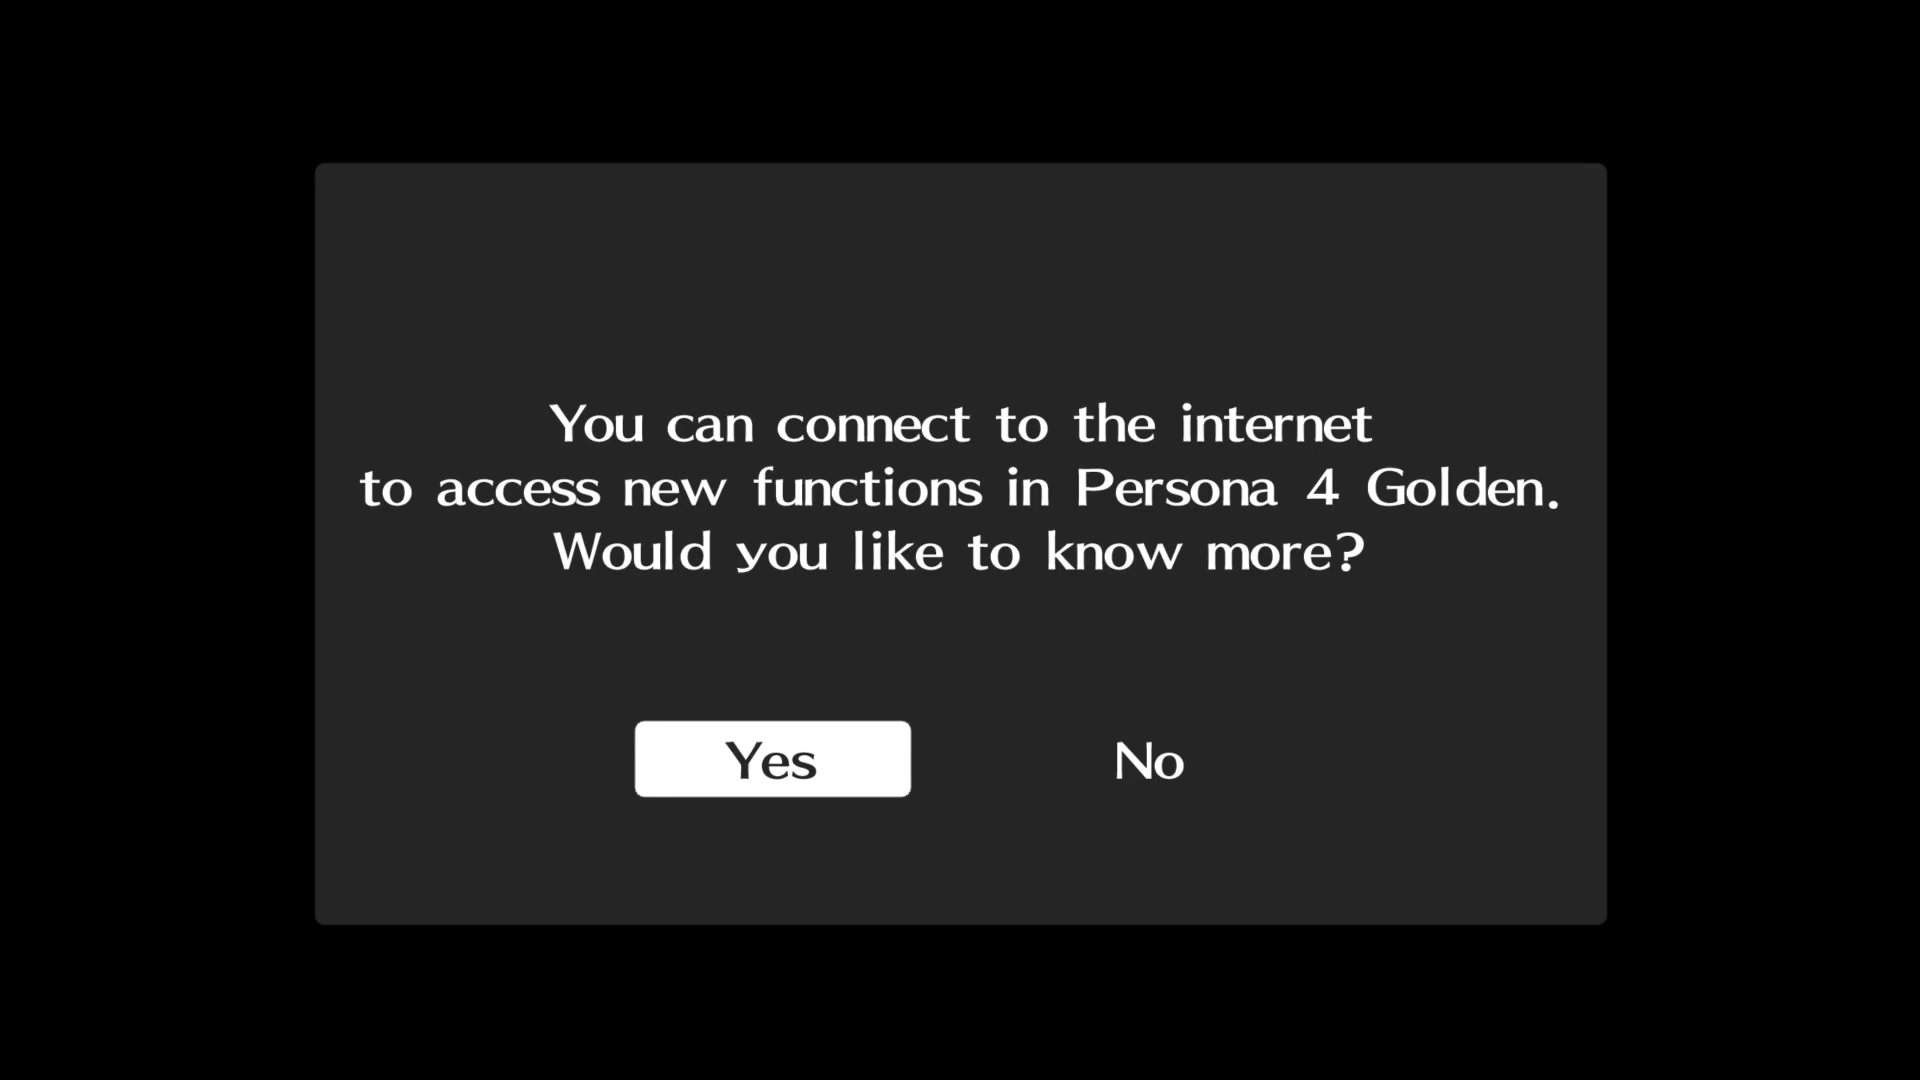 You can connect to the internet
to access new functions in Persona 4 Golden.
Would you like to know more?
Yes
No